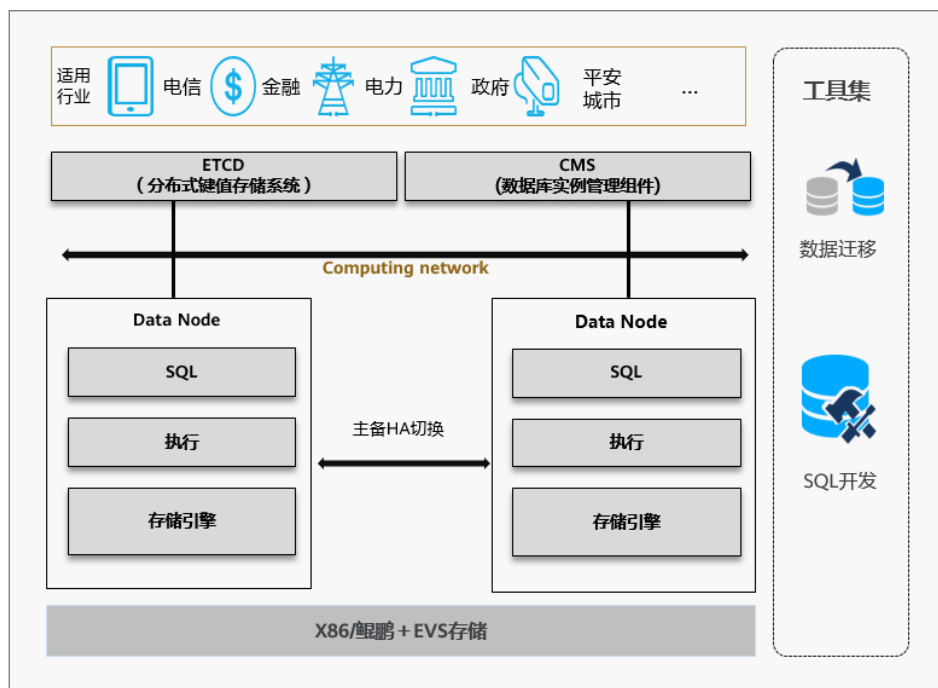 适用
行业
电信
金融
电力
政府
平安
城市
...
工具集
ETCD
（分布式键值存储系统）
CMS
(数据库实例管理组件)
Computing network
数据迁移
Data Node
SQL
执行
存储引擎
主备HA切换
Data Node
SQL
执行
存储引擎
SQL开发
X86/鲲鹏＋EVS存储